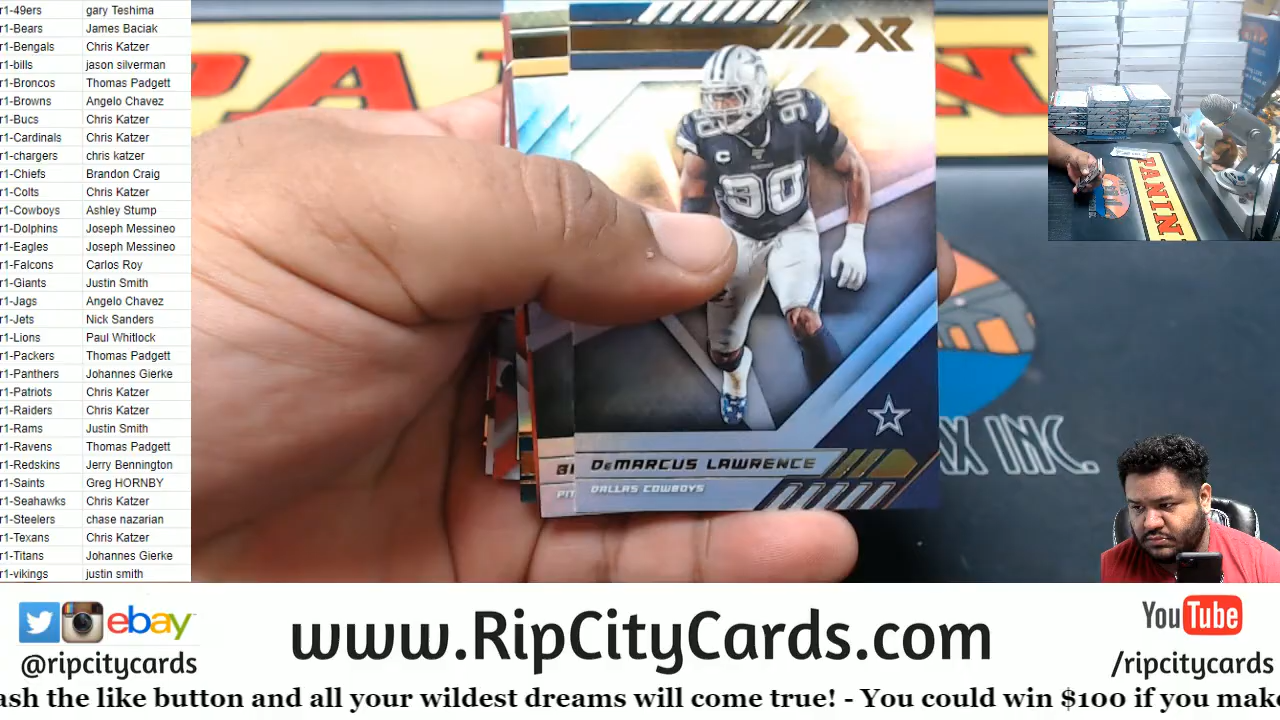 r1-49ers gary Teshima
r1-Bears James Baciak
r1-Bengals Chris Katzer
r1-bills jason silverman
r1-Broncos Thomas Padgett
r1-Browns Angelo Chavez
r1-Bucs Chris Katzer
r1-Cardinals Chris Katzer
r1-chargers chris katzer
r1-Chiefs Brandon Craig
r1-Colts Chris Katzer
r1-Cowboys Ashley Stump
r1-Dolphins Joseph Messineo
r1-Eagles Joseph Messineo
r1-Falcons Carlos Roy
r1-Giants Justin Smith
r1-Jags Angelo Chavez
r1-Jets Nick Sanders
r1-Lions Paul Whitlock
r1-Packers Thomas Padgett
r1-Panthers Johannes Gierke
r1-Patriots Chris Katzer
r1-Raiders Chris Katzer
r1-Rams Justin Smith
r1-Ravens Thomas Padgett
r1-Redskins Jerry Bennington
r1-Saints Greg HORNBY
r1-Seahawks Chris Katzer
r1-Steelers chase nazarian
r1-Texans Chris Katzer
r1-Titans Johannes Gierke
r1-vikings justin smith
XR
90
90
C
DeMARCUS LAWRENCE
DALLAS COWBOYS
PIT
X INC.
PANINI
ebay
@ripcitycards
www.RipCityCards.com
YouTube
/ripcitycards
ash the like button and all your wildest dreams will come true! - You could win $100 if you make